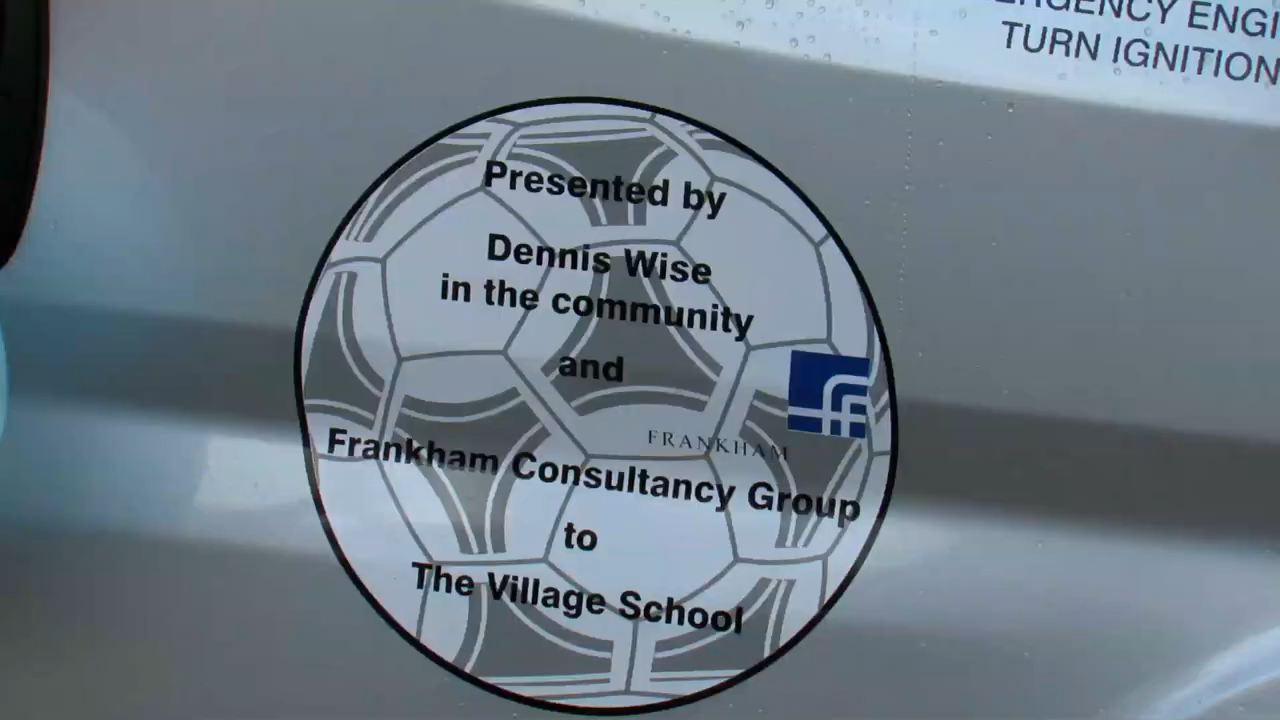 TURN IGNITION
Presented by
Dennis Wise
in the community
and
FRANKHAM
Frankham Consultancy Group
to
The Village School